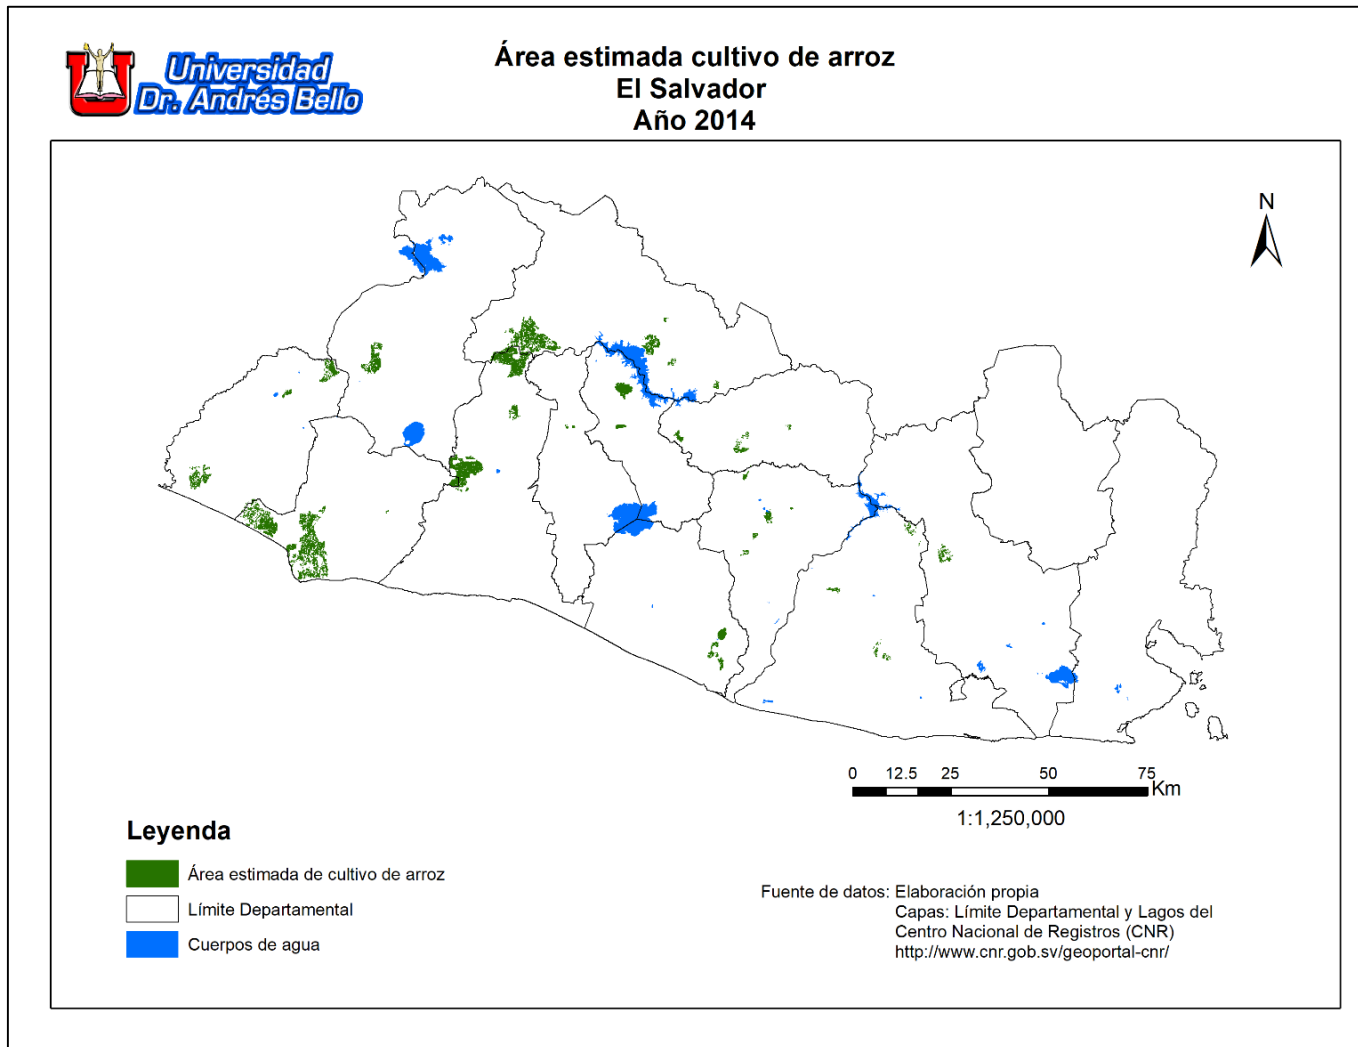 Universidad
Dr. Andrés Bello
Área estimada cultivo de arroz
El Salvador
Año 2014
N
0 12.5 25 50 75
Km
1:1,250,000
Leyenda
Área estimada de cultivo de arroz
Límite Departamental
Cuerpos de agua
Fuente de datos: Elaboración propia
Capas: Límite Departamental y Lagos del
Centro Nacional de Registros (CNR)
http://www.cnr.gob.sv/geoportal-cnr/